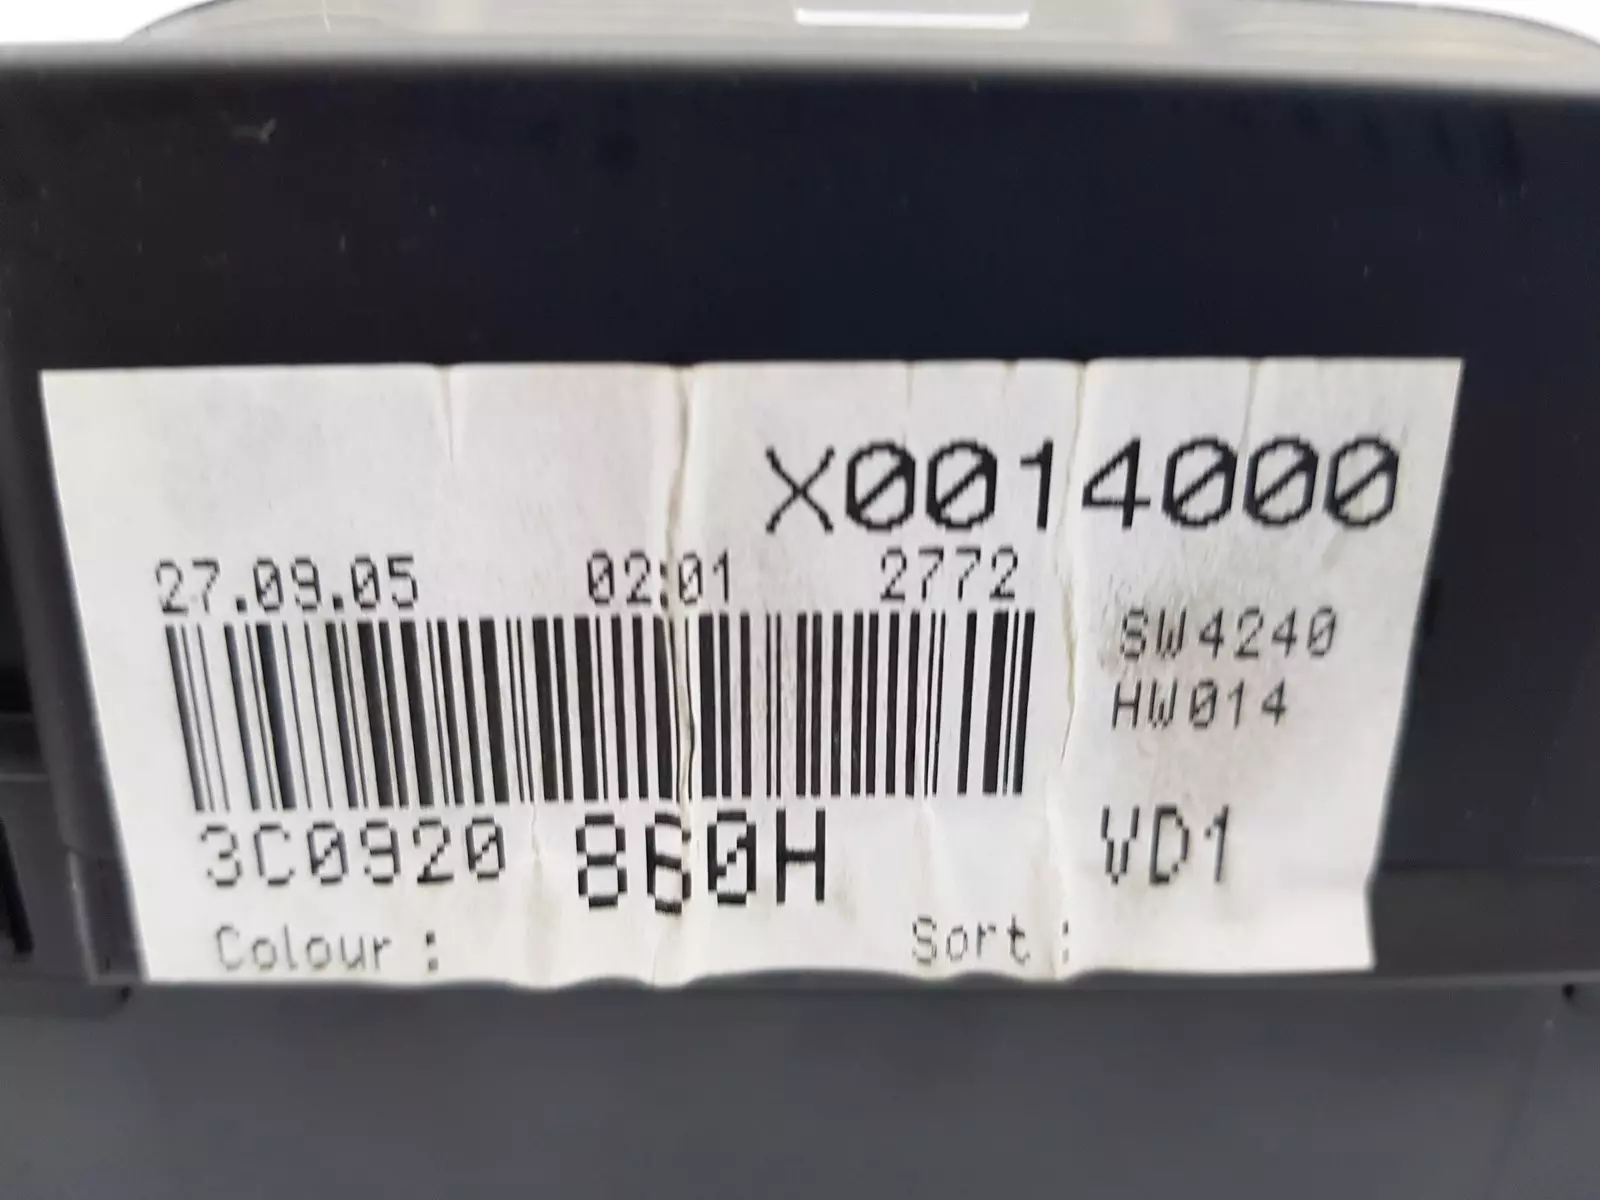 X0014000
27.09.05 02:01 2772
SW4240
HW014
3C0920 860H VD1
Colour : Sort :